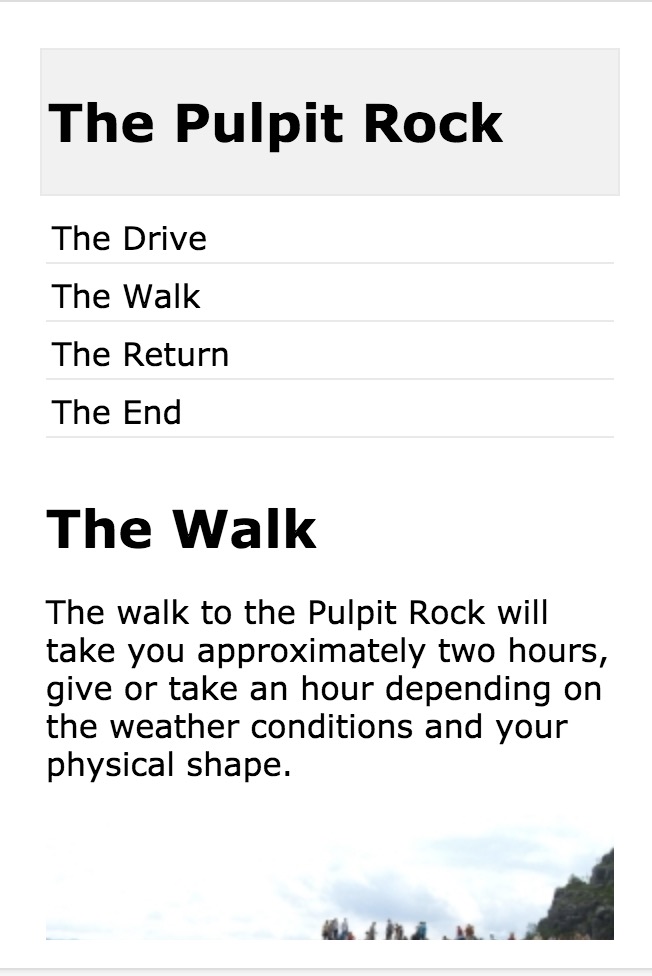 The Pulpit Rock
The Drive
The Walk
The Return
The End
The Walk
The walk to the Pulpit Rock will
take you approximately two hours,
give or take an hour depending on
the weather conditions and your
physical shape.